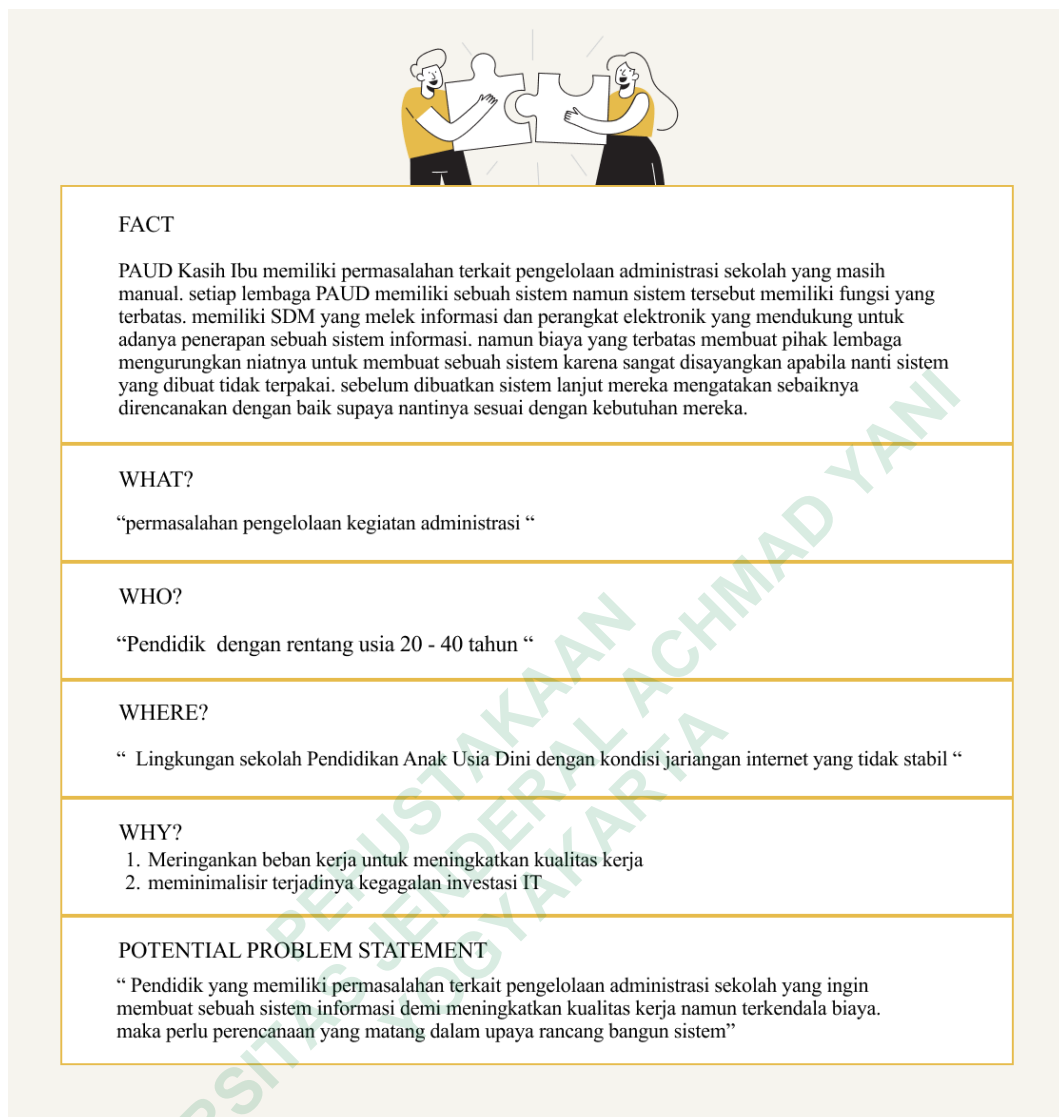 FACT
PAUD Kasih Ibu memiliki permasalahan terkait pengelolaan administrasi sekolah yang masih
manual. setiap lembaga PAUD memiliki sebuah sistem namun sistem tersebut memiliki fungsi yang
terbatas. memiliki SDM yang melek informasi dan perangkat elektronik yang mendukung untuk
adanya penerapan sebuah sistem informasi. namun biaya yang terbatas membuat pihak lembaga
mengurungkan niatnya untuk membuat sebuah sistem karena sangat disayangkan apabila nanti sistem
yang dibuat tidak terpakai. sebelum dibuatkan sistem lanjut mereka mengatakan sebaiknya
direncanakan dengan baik supaya nantinya sesuai dengan kebutuhan mereka.
WHAT?
“permasalahan pengelolaan kegiatan administrasi “
WHO?
“Pendidik dengan rentang usia 20 - 40 tahun “
WHERE?
“ Lingkungan sekolah Pendidikan Anak Usia Dini dengan kondisi jariangan internet yang tidak stabil “
WHY?
1. Meringankan beban kerja untuk meningkatkan kualitas kerja
2. meminimalisir terjadinya kegagalan investasi IT
POTENTIAL PROBLEM STATEMENT
“ Pendidik yang memiliki permasalahan terkait pengelolaan administrasi sekolah yang ingin
membuat sebuah sistem informasi demi meningkatkan kualitas kerja namun terkendala biaya.
maka perlu perencanaan yang matang dalam upaya rancang bangun sistem”
PERPUSTAKAAN
RSITAS JENDERAL ACHMAD YANI
YOGYAKARTA